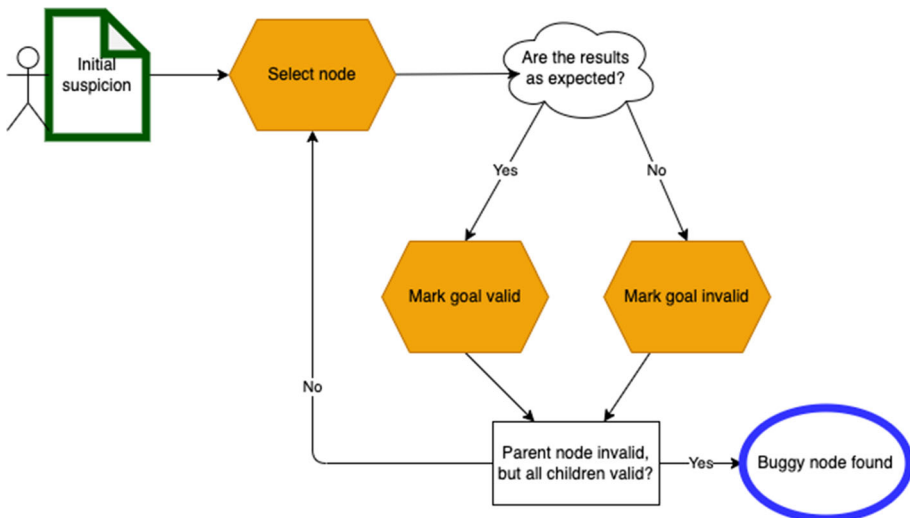 Initial
suspicion
Select node
Are the results
as expected?
Yes
No
Mark goal valid
Mark goal invalid
No
Parent node invalid,
but all children valid?
Yes
Buggy node found